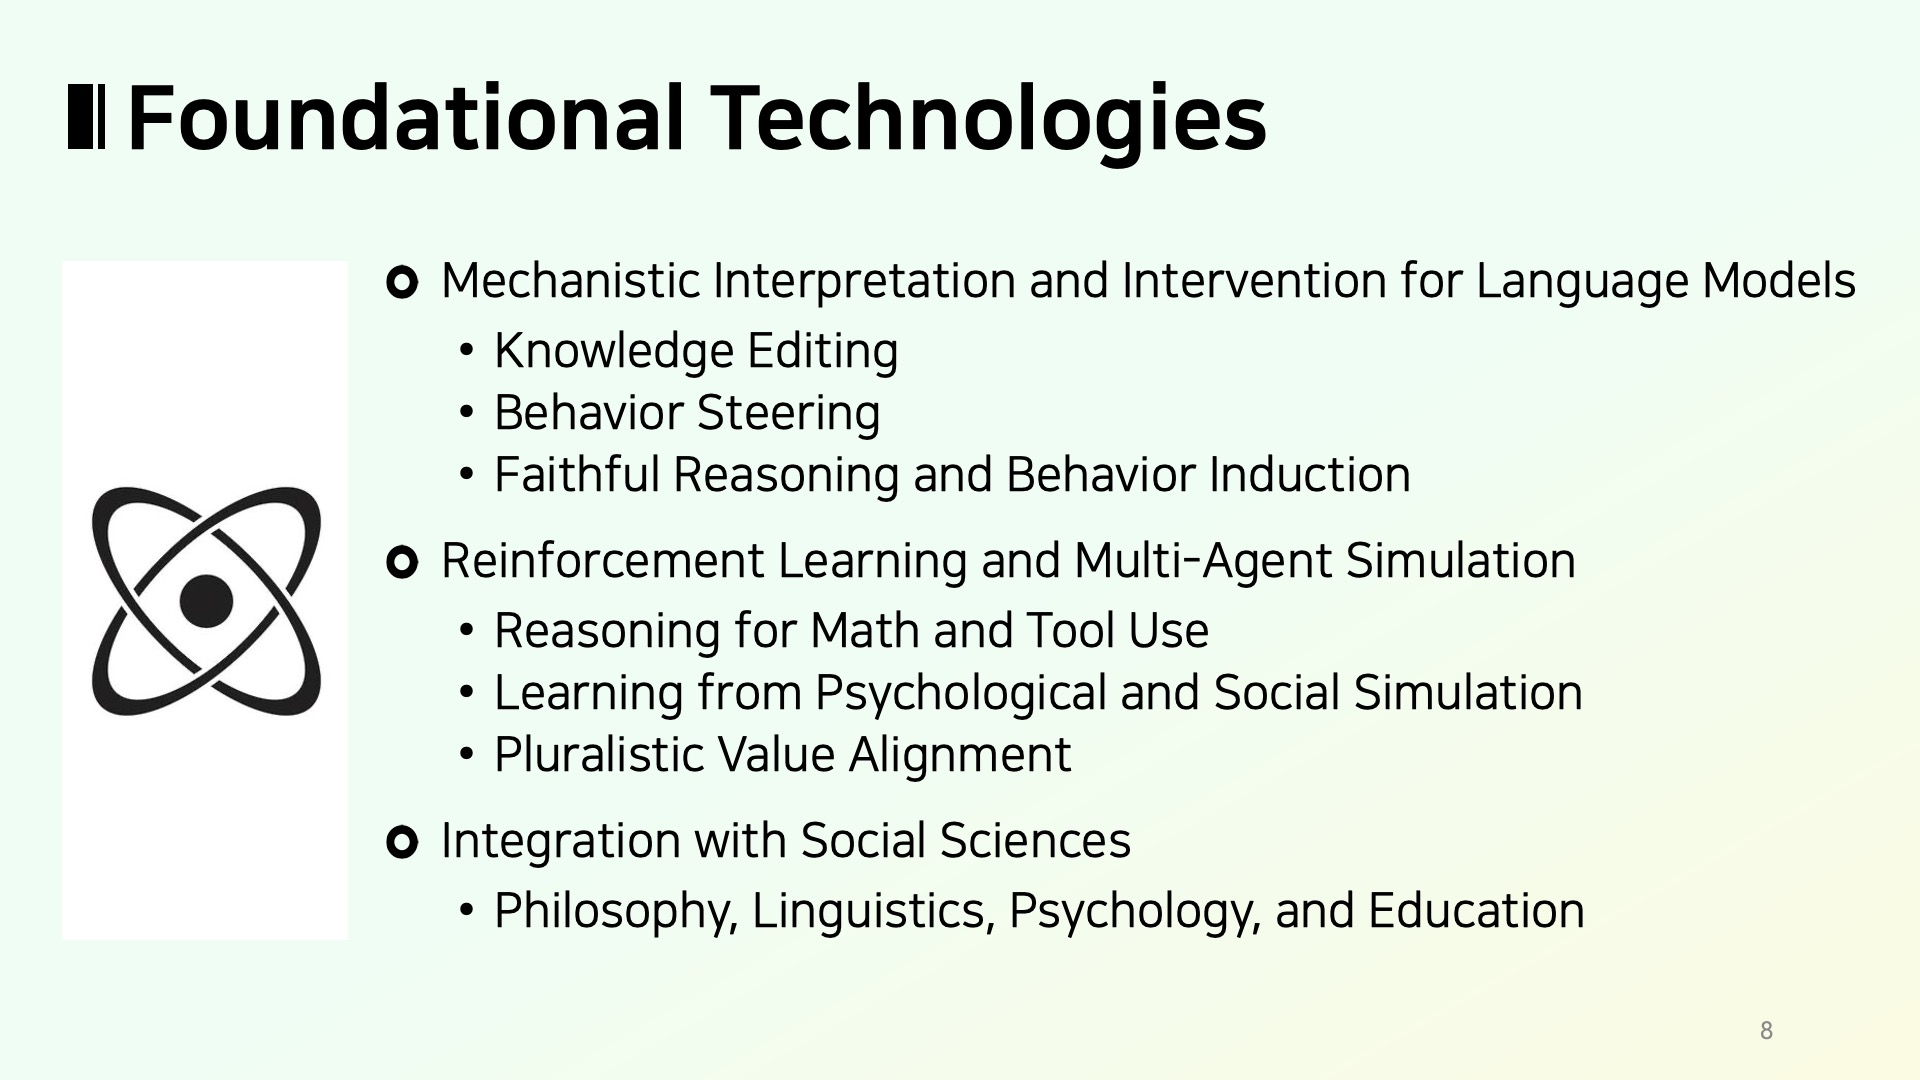 Foundational Technologies
Mechanistic Interpretation and Intervention for Language Models
• Knowledge Editing
• Behavior Steering
• Faithful Reasoning and Behavior Induction
Reinforcement Learning and Multi-Agent Simulation
• Reasoning for Math and Tool Use
• Learning from Psychological and Social Simulation
• Pluralistic Value Alignment
Integration with Social Sciences
• Philosophy, Linguistics, Psychology, and Education
8